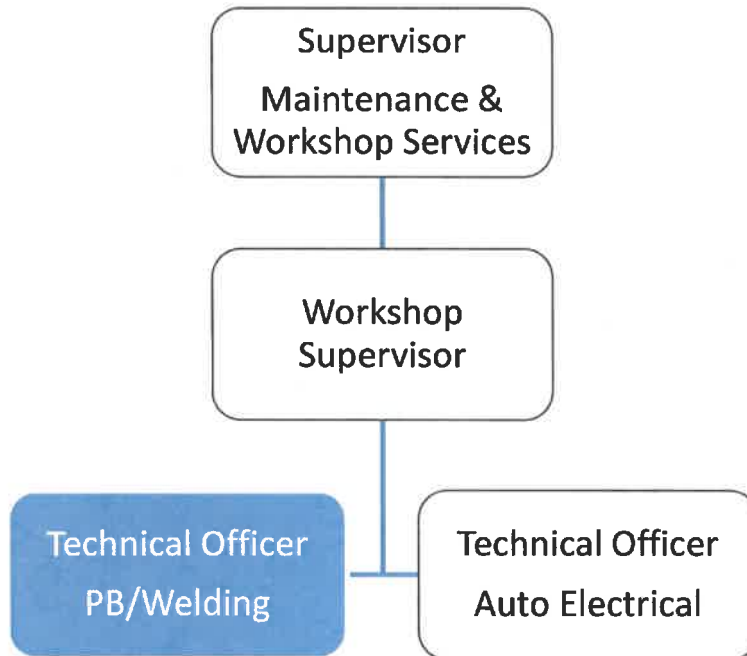 Supervisor
Maintenance &
Workshop Services
Workshop
Supervisor
Technical Officer
PB/Welding
Technical Officer
Auto Electrical